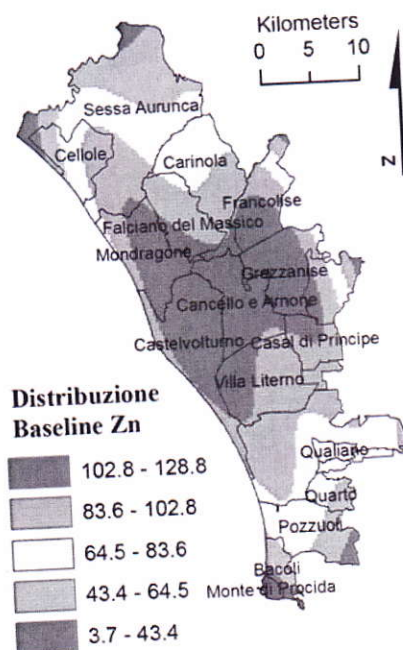 Kilometers
0 5 10
N
Sessa Aurunca
Cellole
Carinola
Francolise
Falciano del Massico
Mondragone
Grezzanise
Cancello e Arnone
Castelvolturno
Casal di Principe
Villa Literno
Qualiano
Quarto
Pozzuoli
Bacoli
Monte di Procida
Distribuzione
Baseline Zn
102.8 - 128.8
83.6 - 102.8
64.5 - 83.6
43.4 - 64.5
3.7 - 43.4